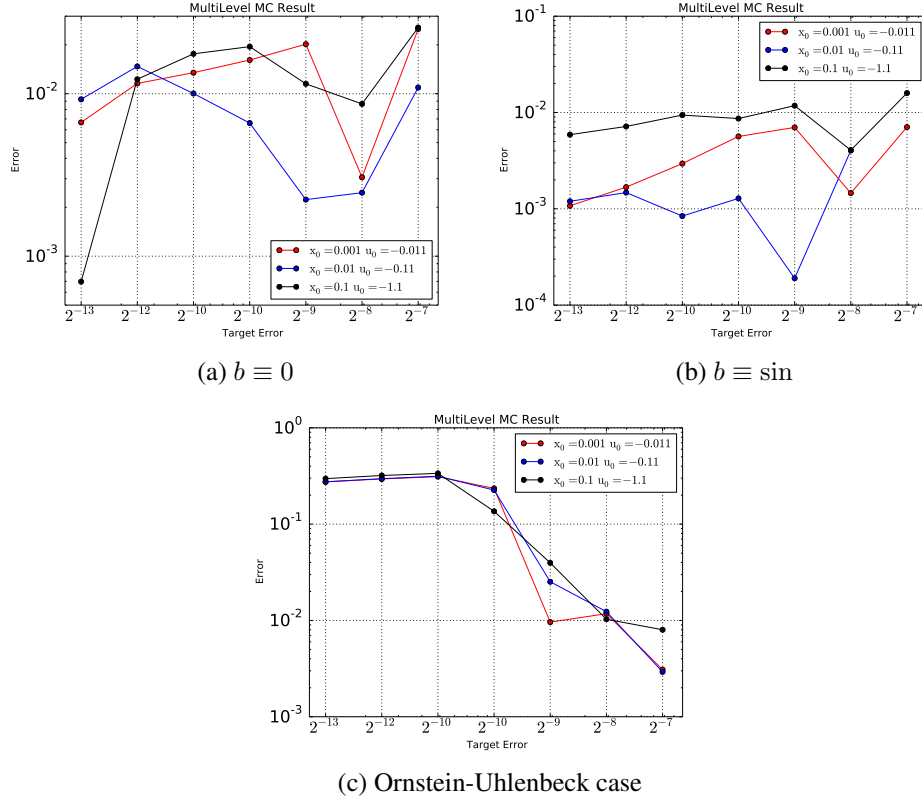 MultiLevel MC Result
Error
10⁻²
10⁻³
x₀ =0.001 u₀ =−0.011
x₀ =0.01 u₀ =−0.11
x₀ =0.1 u₀ =−1.1
2⁻¹³ 2⁻¹² 2⁻¹⁰ 2⁻¹⁰ 2⁻⁹ 2⁻⁸ 2⁻⁷
Target Error
(a) b ≡ 0
MultiLevel MC Result
Error
10⁻¹
10⁻²
10⁻³
10⁻⁴
x₀ =0.001 u₀ =−0.011
x₀ =0.01 u₀ =−0.11
x₀ =0.1 u₀ =−1.1
2⁻¹³ 2⁻¹² 2⁻¹⁰ 2⁻¹⁰ 2⁻⁹ 2⁻⁸ 2⁻⁷
Target Error
(b) b ≡ sin
MultiLevel MC Result
Error
10⁰
10⁻¹
10⁻²
10⁻³
x₀ =0.001 u₀ =−0.011
x₀ =0.01 u₀ =−0.11
x₀ =0.1 u₀ =−1.1
2⁻¹³ 2⁻¹² 2⁻¹⁰ 2⁻¹⁰ 2⁻⁹ 2⁻⁸ 2⁻⁷
Target Error
(c) Ornstein-Uhlenbeck case